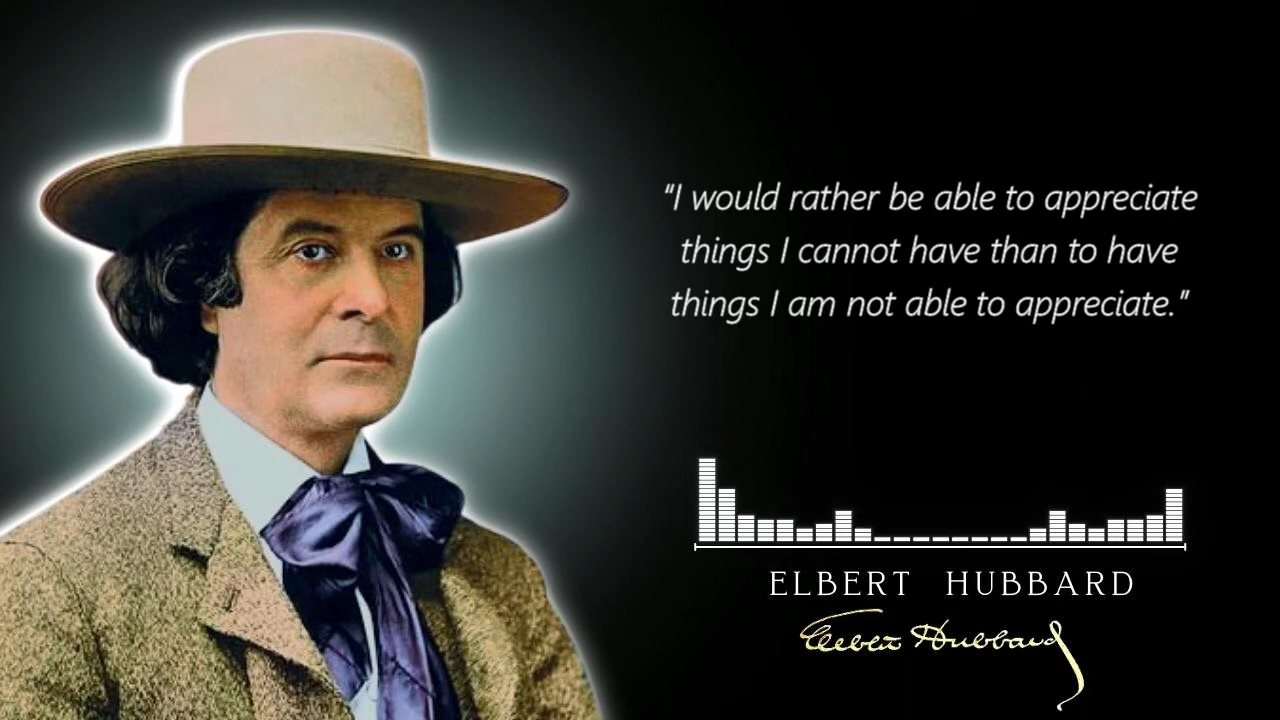 "I would rather be able to appreciate
things I cannot have than to have
things I am not able to appreciate."
ELBERT HUBBARD
Elbert Hubbard